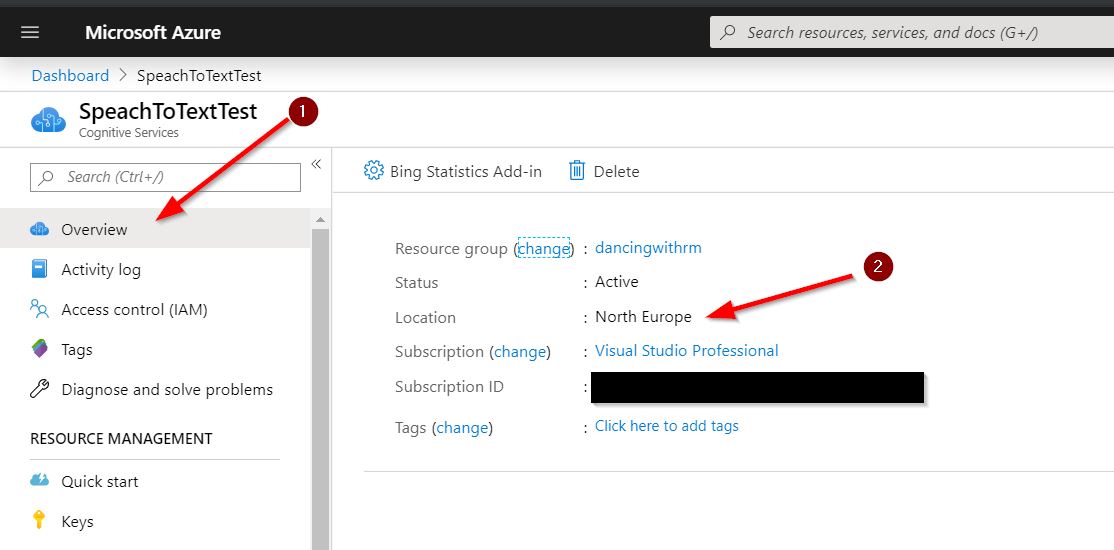 Microsoft Azure
Search resources, services, and docs (G+/)
Dashboard > SpeachToTextTest
SpeachToTextTest
Cognitive Services
1
Search (Ctrl+/)
«
Bing Statistics Add-in
Delete
Overview
Activity log
Access control (IAM)
Tags
Diagnose and solve problems
RESOURCE MANAGEMENT
Quick start
Keys
Resource group (change) : dancingwithrm
Status : Active
2
Location : North Europe
Subscription (change) : Visual Studio Professional
Subscription ID :
Tags (change) : Click here to add tags